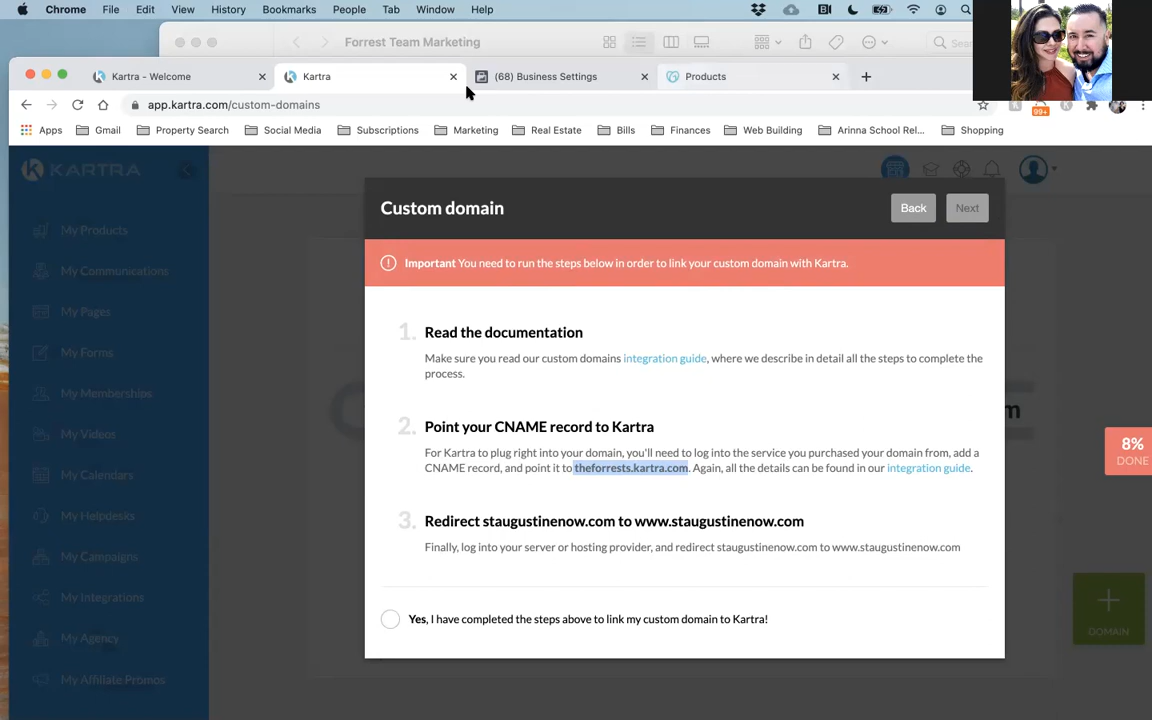 Chrome File Edit View History Bookmarks People Tab Window Help
Forrest Team Marketing
Kartra - Welcome
Kartra
(68) Business Settings
Products
app.kartra.com/custom-domains
99+
Apps Gmail Property Search Social Media Subscriptions Marketing Real Estate Bills Finances Web Building Arinna School Rel... Shopping
KARTRA
My Products
My Communications
My Pages
My Forms
My Memberships
My Videos
My Calendars
My Helpdesks
My Campaigns
My Integrations
My Agency
My Affiliate Promos
Custom domain
Back
Next
Important You need to run the steps below in order to link your custom domain with Kartra.
1. Read the documentation
Make sure you read our custom domains integration guide, where we describe in detail all the steps to complete the
process.
2. Point your CNAME record to Kartra
For Kartra to plug right into your domain, you'll need to log into the service you purchased your domain from, add a
CNAME record, and point it to theforrests.kartra.com. Again, all the details can be found in our integration guide.
3. Redirect staugustinenow.com to www.staugustinenow.com
Finally, log into your server or hosting provider, and redirect staugustinenow.com to www.staugustinenow.com
Yes, I have completed the steps above to link my custom domain to Kartra!
8%
DONE
DOMAIN